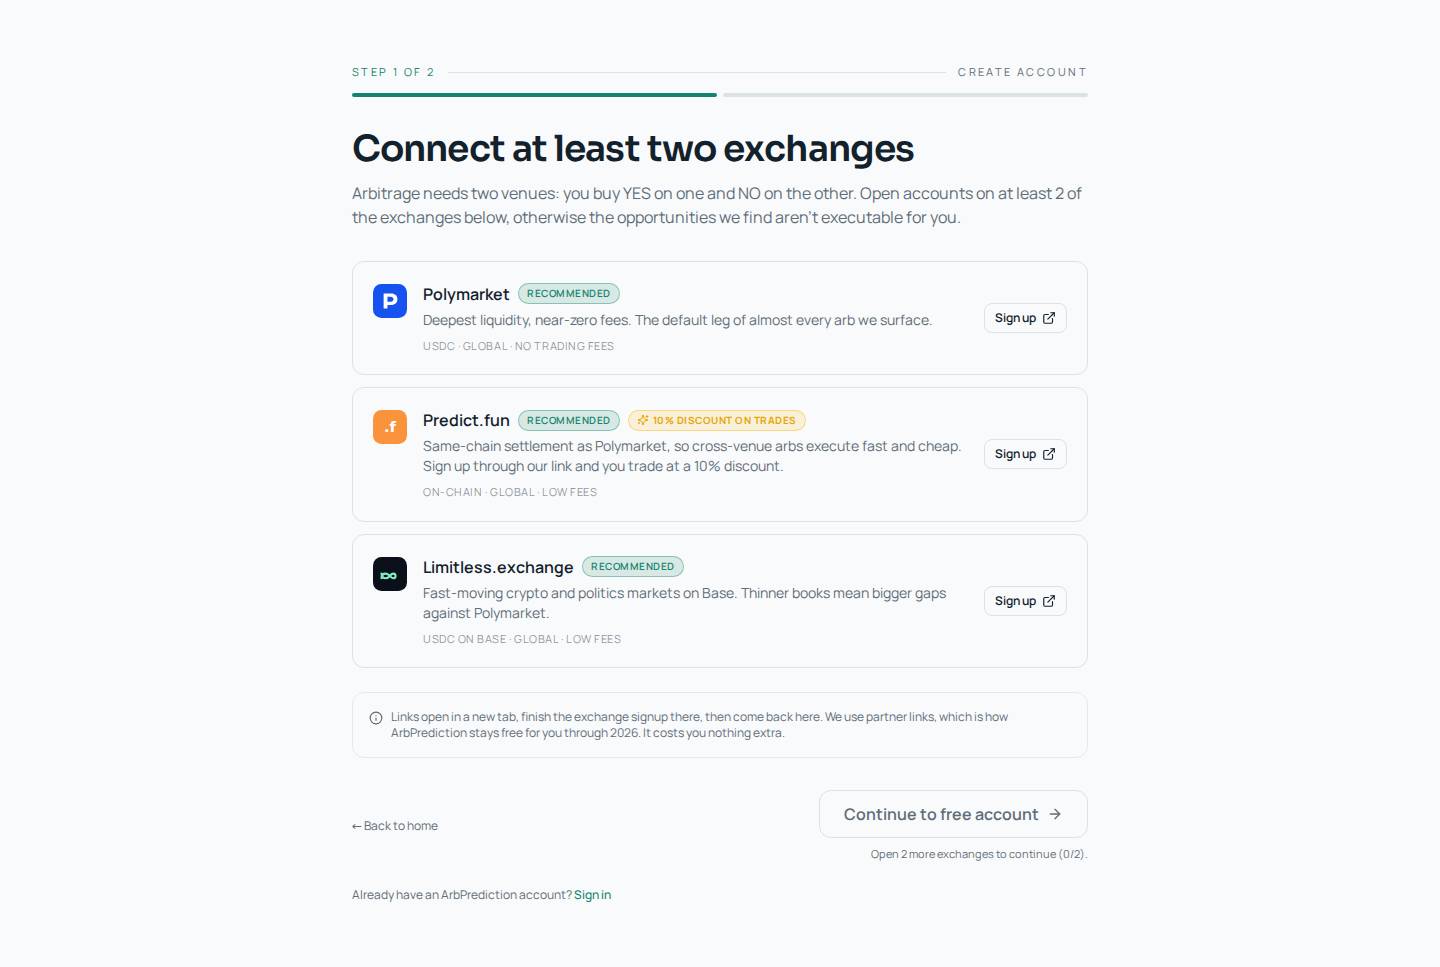 STEP 1 OF 2
CREATE ACCOUNT
Connect at least two exchanges
Arbitrage needs two venues: you buy YES on one and NO on the other. Open accounts on at least 2 of
the exchanges below, otherwise the opportunities we find aren't executable for you.
P
Polymarket RECOMMENDED
Deepest liquidity, near-zero fees. The default leg of almost every arb we surface.
USDC · GLOBAL · NO TRADING FEES
Sign up
.f
Predict.fun RECOMMENDED 10% DISCOUNT ON TRADES
Same-chain settlement as Polymarket, so cross-venue arbs execute fast and cheap.
Sign up through our link and you trade at a 10% discount.
ON-CHAIN · GLOBAL · LOW FEES
Sign up
Limitless.exchange RECOMMENDED
Fast-moving crypto and politics markets on Base. Thinner books mean bigger gaps
against Polymarket.
USDC ON BASE · GLOBAL · LOW FEES
Sign up
Links open in a new tab, finish the exchange signup there, then come back here. We use partner links, which is how
ArbPrediction stays free for you through 2026. It costs you nothing extra.
← Back to home
Continue to free account →
Open 2 more exchanges to continue (0/2).
Already have an ArbPrediction account? Sign in